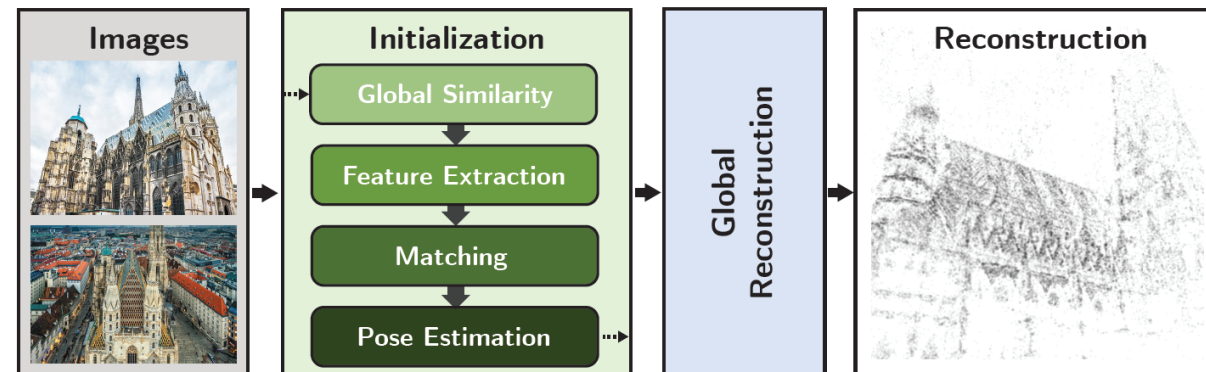 Images
Initialization
Global Similarity
Feature Extraction
Matching
Pose Estimation
Global
Reconstruction
Reconstruction